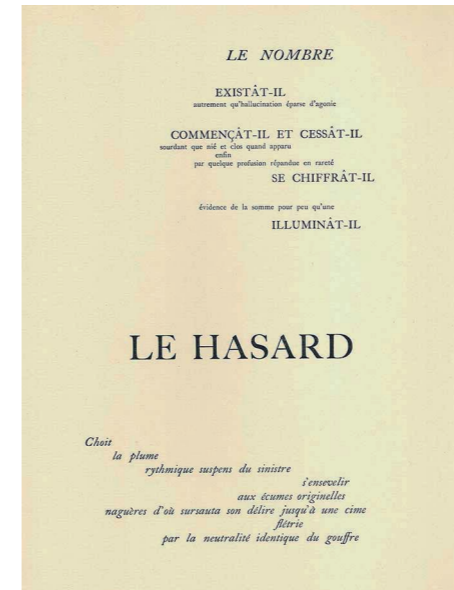 LE NOMBRE
EXISTÂT-IL
autrement qu'hallucination éparse d'agonie
COMMENÇÂT-IL ET CESSÂT-IL
sourdant que nié et clos quand apparu
enfin
par quelque profusion répandue en rareté
SE CHIFFRÂT-IL
évidence de la somme pour peu qu'une
ILLUMINÂT-IL
LE HASARD
Choit
la plume
rythmique suspens du sinistre
s'ensevelir
aux écumes originelles
naguères d'où sursauta son délire jusqu'à une cime
flétrie
par la neutralité identique du gouffre